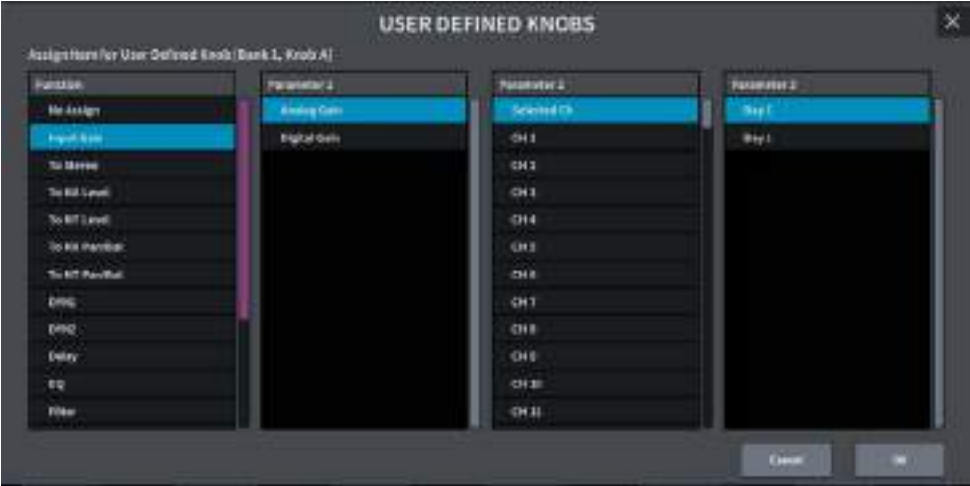 USER DEFINED KNOBS
Assign Item for User Defined Knob [Bank 1, Knob A]
Function
No Assign
Input Gain
To Stereo
To MIX Level
To MT Level
To MIX Pan/Bal
To MT Pan/Bal
DYN1
DYN2
Delay
EQ
Filter
Parameter 1
Analog Gain
Digital Gain
Parameter 2
Selected Ch
CH 1
CH 2
CH 3
CH 4
CH 5
CH 6
CH 7
CH 8
CH 9
CH 10
CH 11
Parameter 3
Cancel
OK